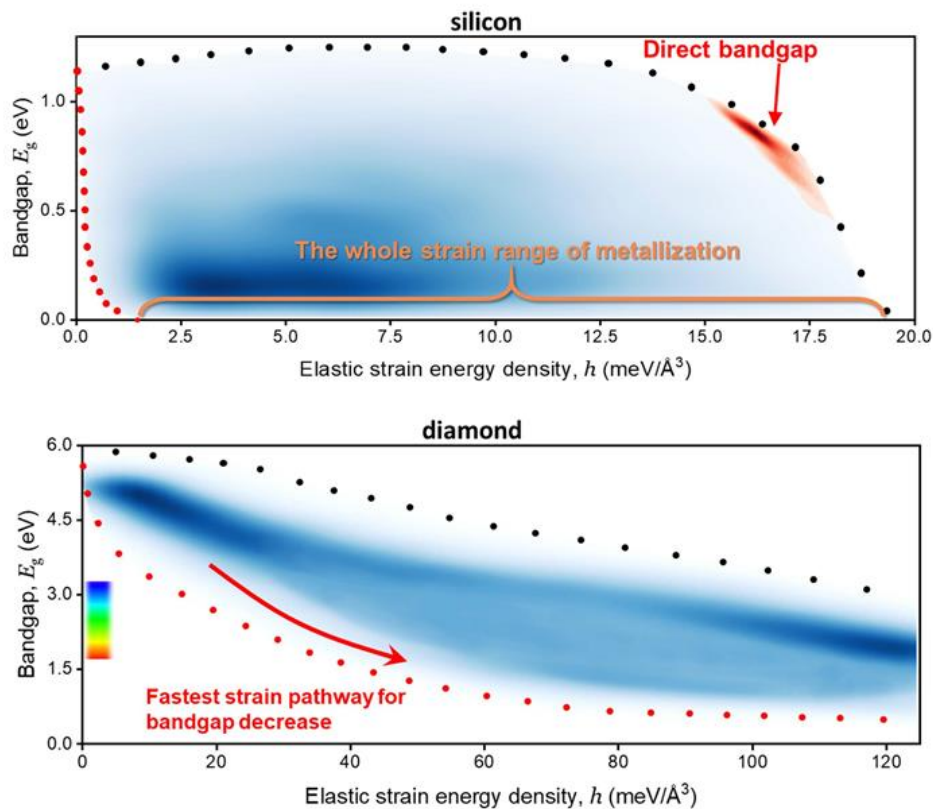 silicon
Direct bandgap
Bandgap, Eg (eV)
1.0
0.5
0.0
The whole strain range of metallization
0.0 2.5 5.0 7.5 10.0 12.5 15.0 17.5 20.0
Elastic strain energy density, h (meV/Å³)
diamond
Bandgap, Eg (eV)
6.0
4.5
3.0
1.5
0.0
Fastest strain pathway for
bandgap decrease
0 20 40 60 80 100 120
Elastic strain energy density, h (meV/Å³)